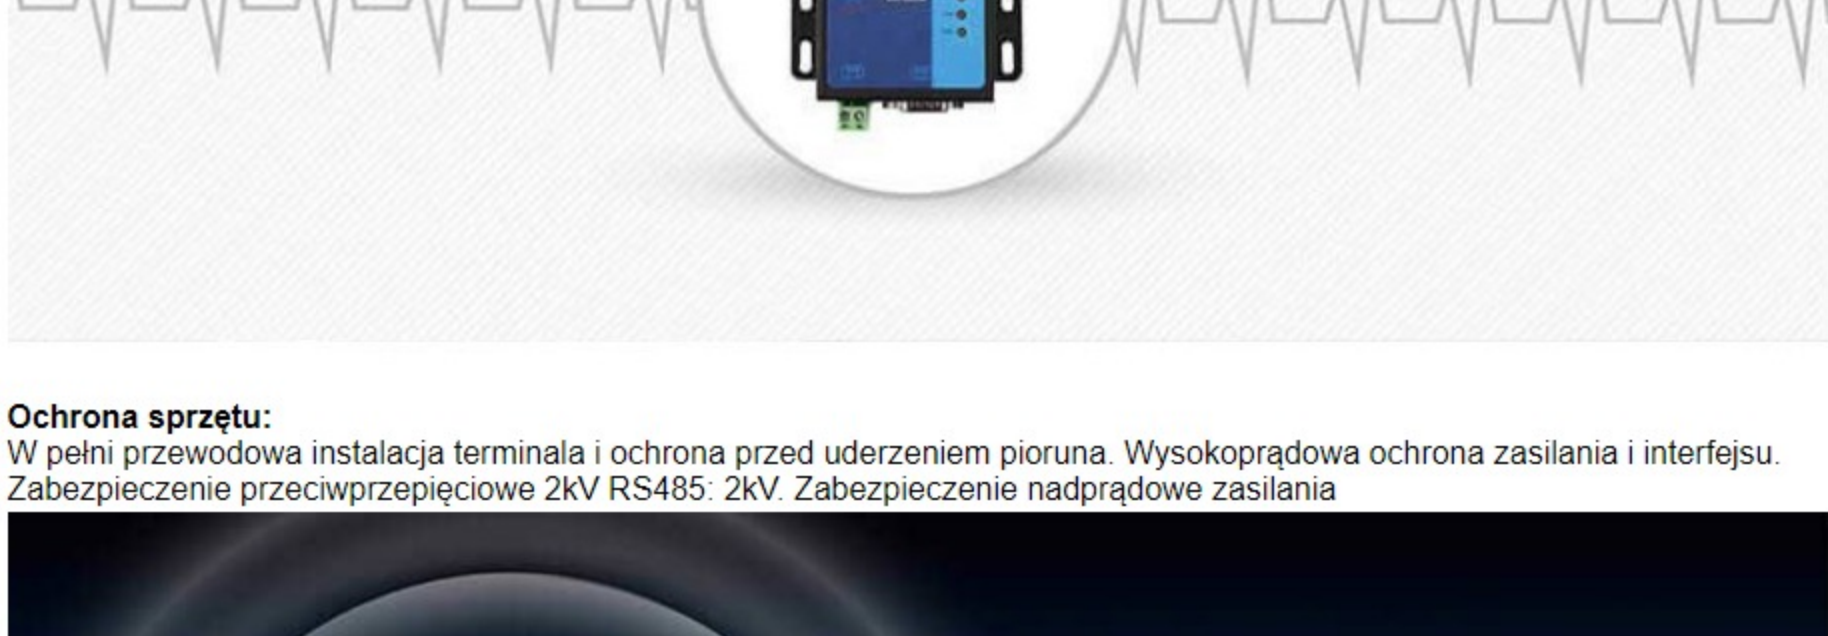 Ochrona sprzętu:
W pełni przewodowa instalacja terminala i ochrona przed uderzeniem pioruna. Wysokoprądowa ochrona zasilania i interfejsu.
Zabezpieczenie przeciwprzepięciowe 2kV RS485: 2kV. Zabezpieczenie nadprądowe zasilania